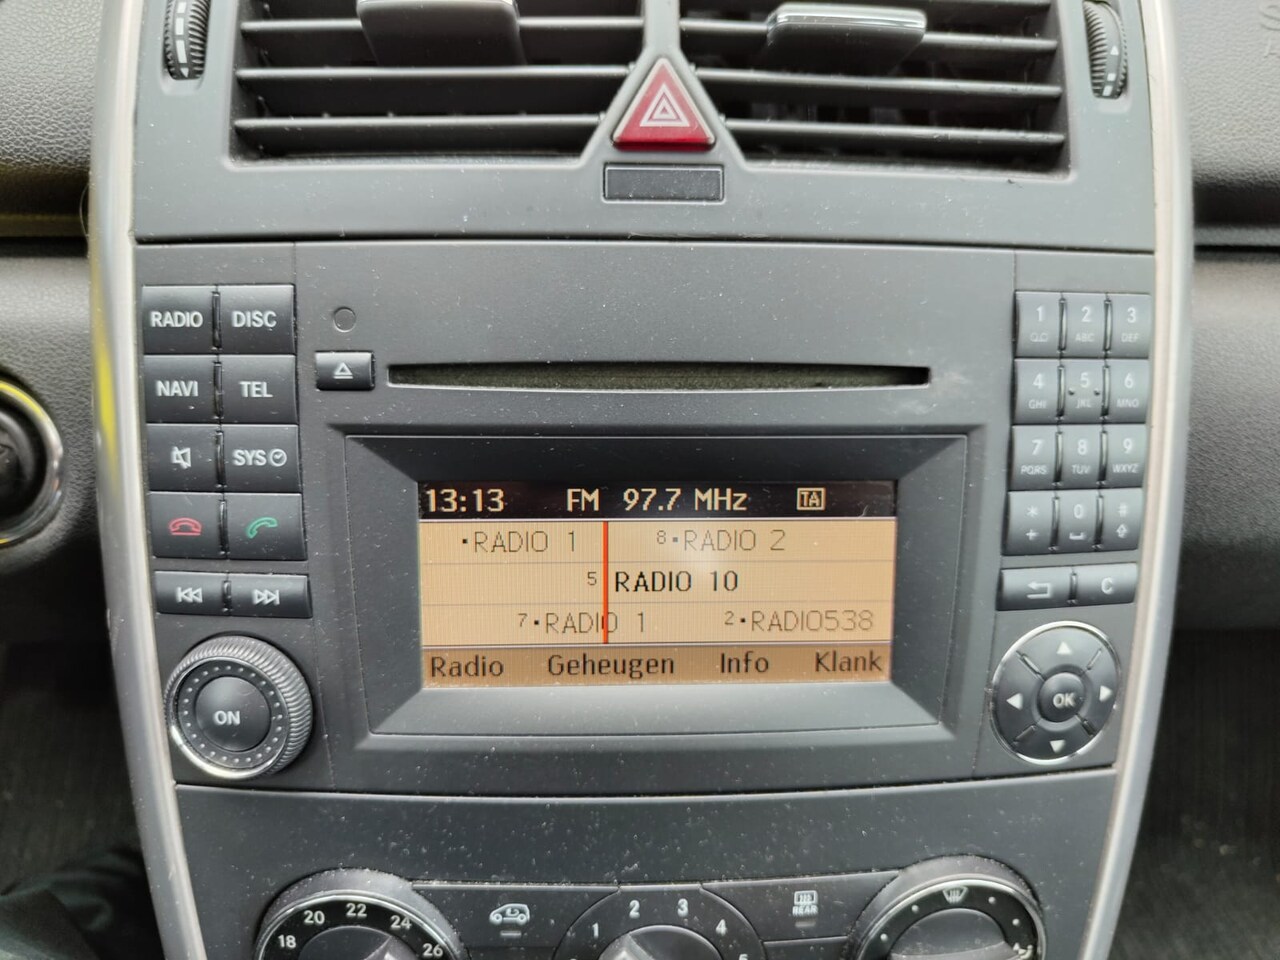 RADIO DISC
NAVI TEL
SYS
ON
13:13 FM 97.7 MHz TA
RADIO 1 8 RADIO 2
5 RADIO 10
7 RADIO 1 2 RADIO538
Radio Geheugen Info Klank
1 2 ABC 3 DEF
4 GHI 5 JKL 6 MNO
7 PQRS 8 TUV 9 WXYZ
* + 0 #
C
OK
18 20 22 24 26
1 2 3 4
REAR